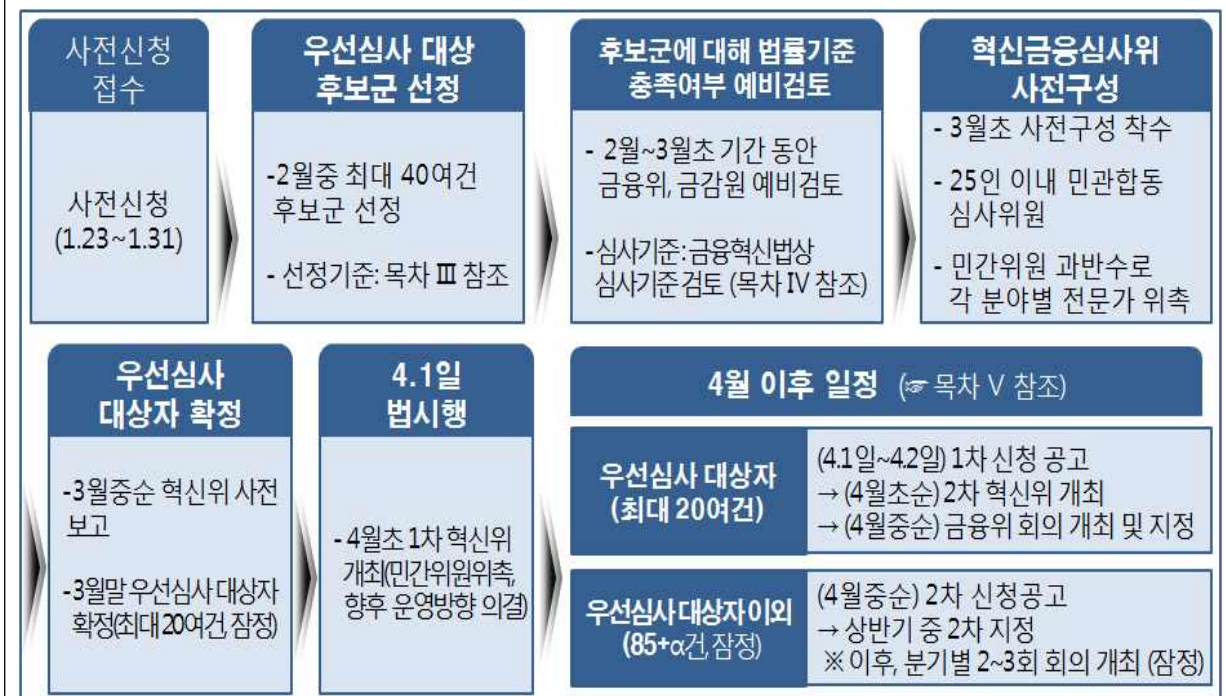 사전신청
접수
사전신청
(1.23~1.31)
우선심사 대상
후보군 선정
-2월중 최대 40여건
후보군 선정
- 선정기준: 목차 Ⅲ 참조
후보군에 대해 법률기준
충족여부 예비검토
- 2월~3월초 기간 동안
금융위, 금감원 예비검토
-심사기준 : 금융혁신법상
심사기준 검토 (목차 Ⅳ 참조)
혁신금융심사위
사전구성
- 3월초 사전구성 착수
- 25인 이내 민관합동
심사위원
- 민간위원 과반수로
각 분야별 전문가 위촉
우선심사
대상자 확정
-3월중순 혁신위 사전
보고
-3월말 우선심사 대상자
확정(최대 20여건, 잠정)
4.1일
법시행
- 4월초 1차 혁신위
개최(민간위원위촉,
향후 운영방향 의결)
4월 이후 일정 (☞ 목차 Ⅴ 참조)
우선심사 대상자
(최대 20여건)
(4.1일~4.2일) 1차 신청 공고
→ (4월초순) 2차 혁신위 개최
→ (4월중순) 금융위 회의 개최 및 지정
우선심사 대상자 이외
(85+α건, 잠정)
(4월중순) 2차 신청공고
→ 상반기 중 2차 지정
※ 이후, 분기별 2~3회 회의 개최 (잠정)